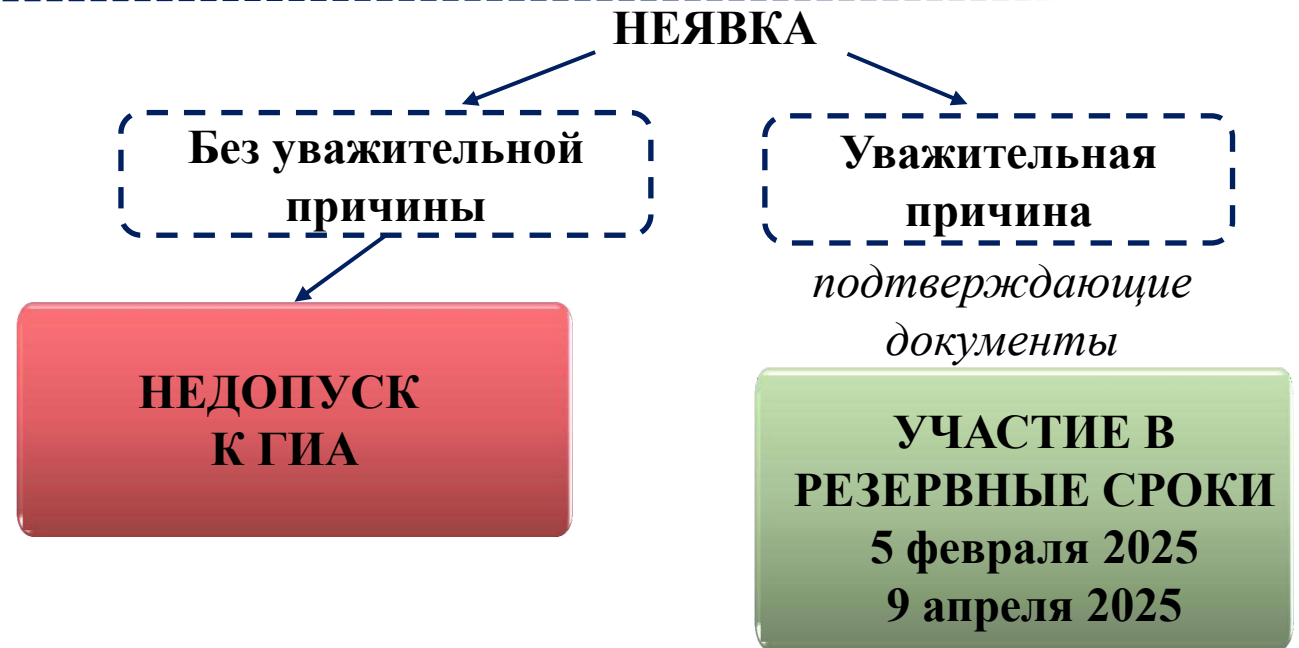 НЕЯВКА
Без уважительной
причины
Уважительная
причина
подтверждающие
документы
НЕДОПУСК
К ГИА
УЧАСТИЕ В
РЕЗЕРВНЫЕ СРОКИ
5 февраля 2025
9 апреля 2025